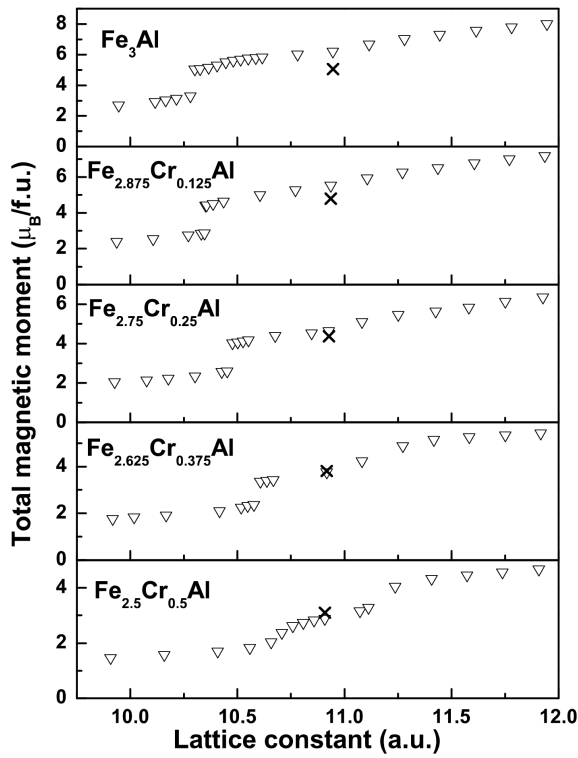 Total magnetic moment (μB/f.u.)
Fe3Al
8
6
4
2
0
Fe2.875Cr0.125Al
6
4
2
0
Fe2.75Cr0.25Al
6
4
2
0
Fe2.625Cr0.375Al
4
2
0
Fe2.5Cr0.5Al
4
2
0
10.0 10.5 11.0 11.5 12.0
Lattice constant (a.u.)